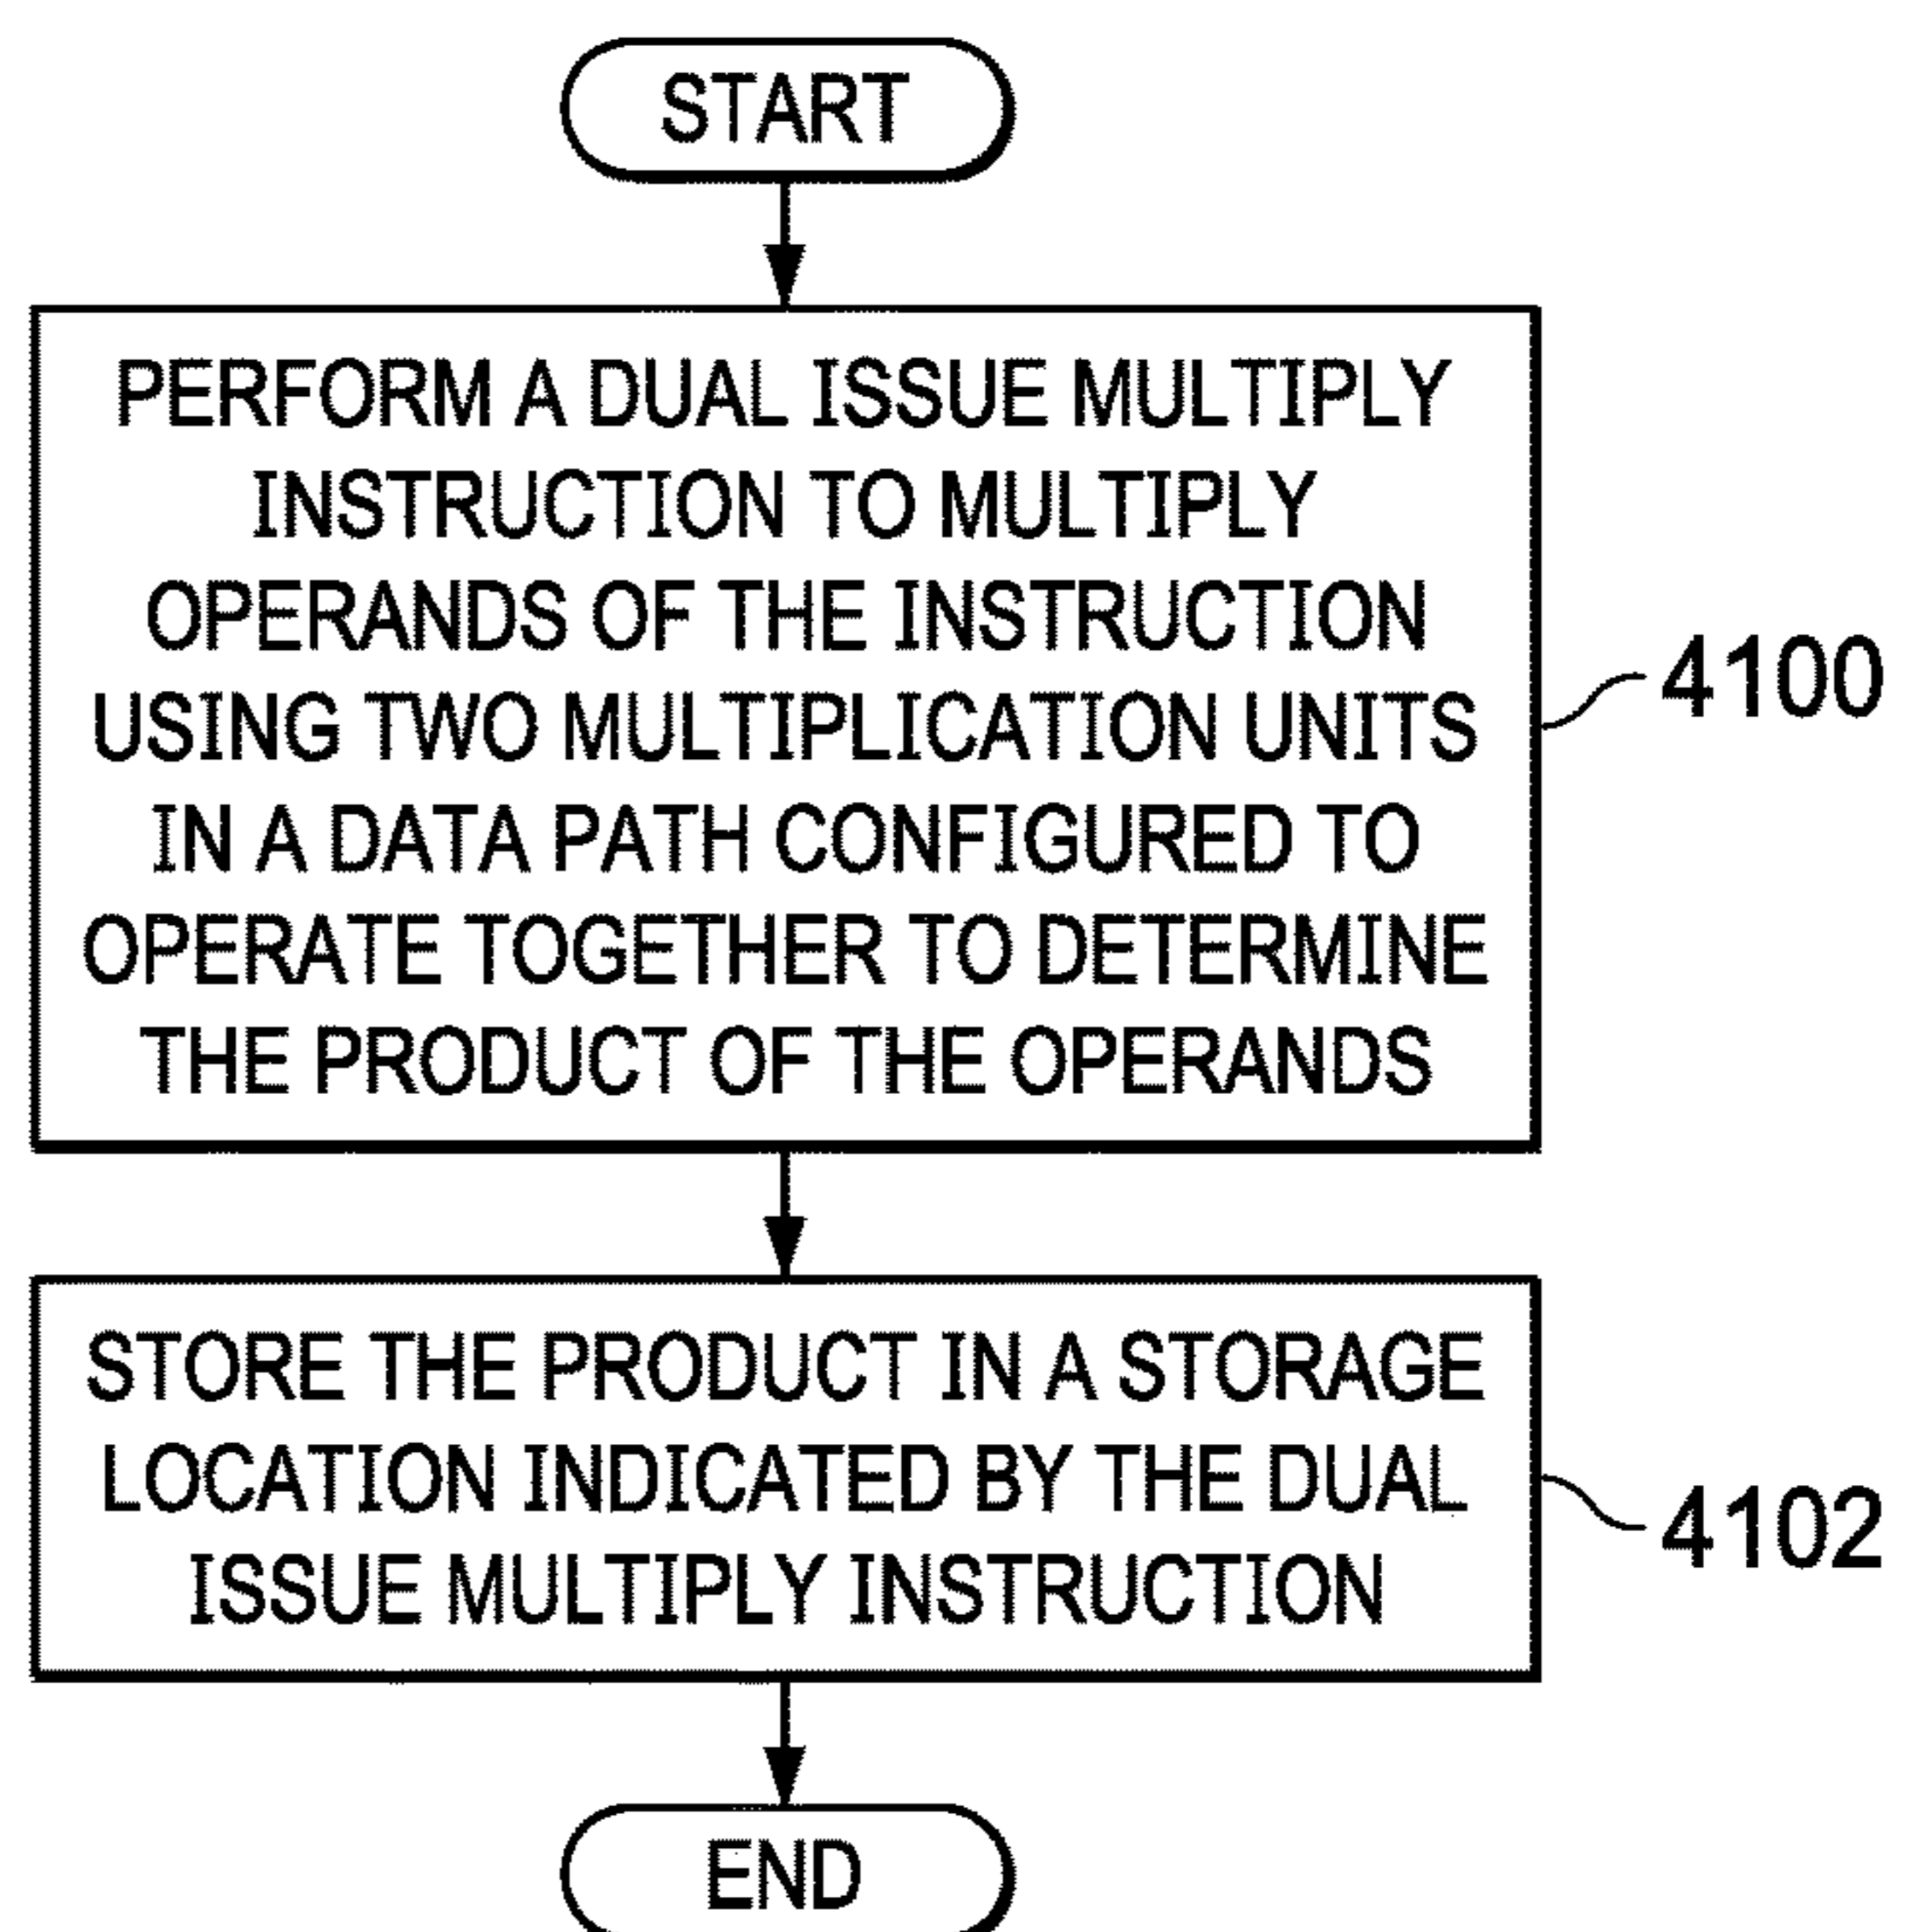 START
PERFORM A DUAL ISSUE MULTIPLY
INSTRUCTION TO MULTIPLY
OPERANDS OF THE INSTRUCTION
USING TWO MULTIPLICATION UNITS
IN A DATA PATH CONFIGURED TO
OPERATE TOGETHER TO DETERMINE
THE PRODUCT OF THE OPERANDS
4100
STORE THE PRODUCT IN A STORAGE
LOCATION INDICATED BY THE DUAL
ISSUE MULTIPLY INSTRUCTION
4102
END